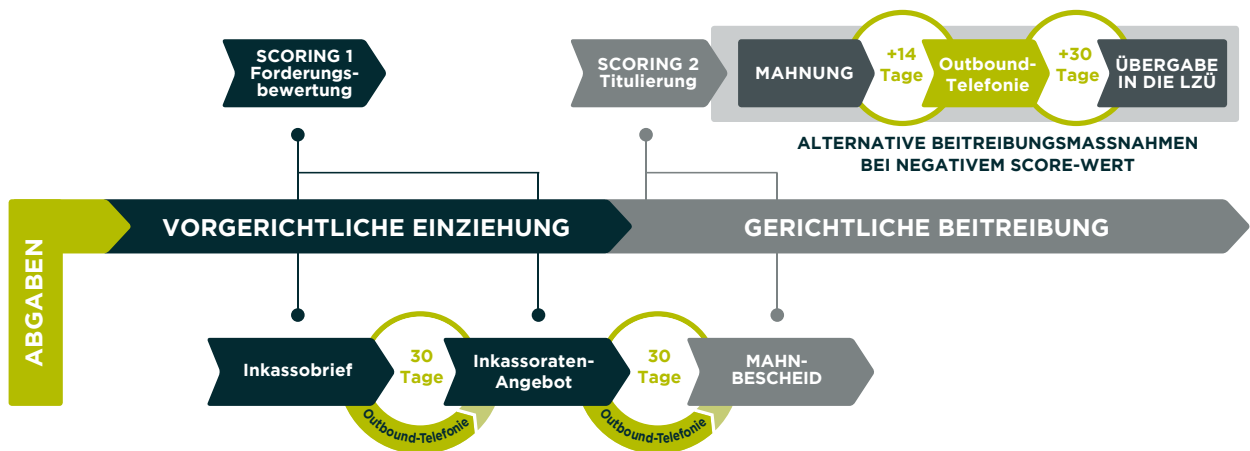 SCORING 1
Forderungs-
bewertung
SCORING 2
Titulierung
MAHNUNG
+14
Tage
Outbound-
Telefonie
+30
Tage
ÜBERGABE
IN DIE LZÜ
ALTERNATIVE BEITREIBUNGSMASSNAHMEN
BEI NEGATIVEM SCORE-WERT
ABGABEN
VORGERICHTLICHE EINZIEHUNG
GERICHTLICHE BEITREIBUNG
Inkassobrief
30
Tage
Outbound-Telefonie
Inkassoraten-
Angebot
30
Tage
Outbound-Telefonie
MAHN-
BESCHEID